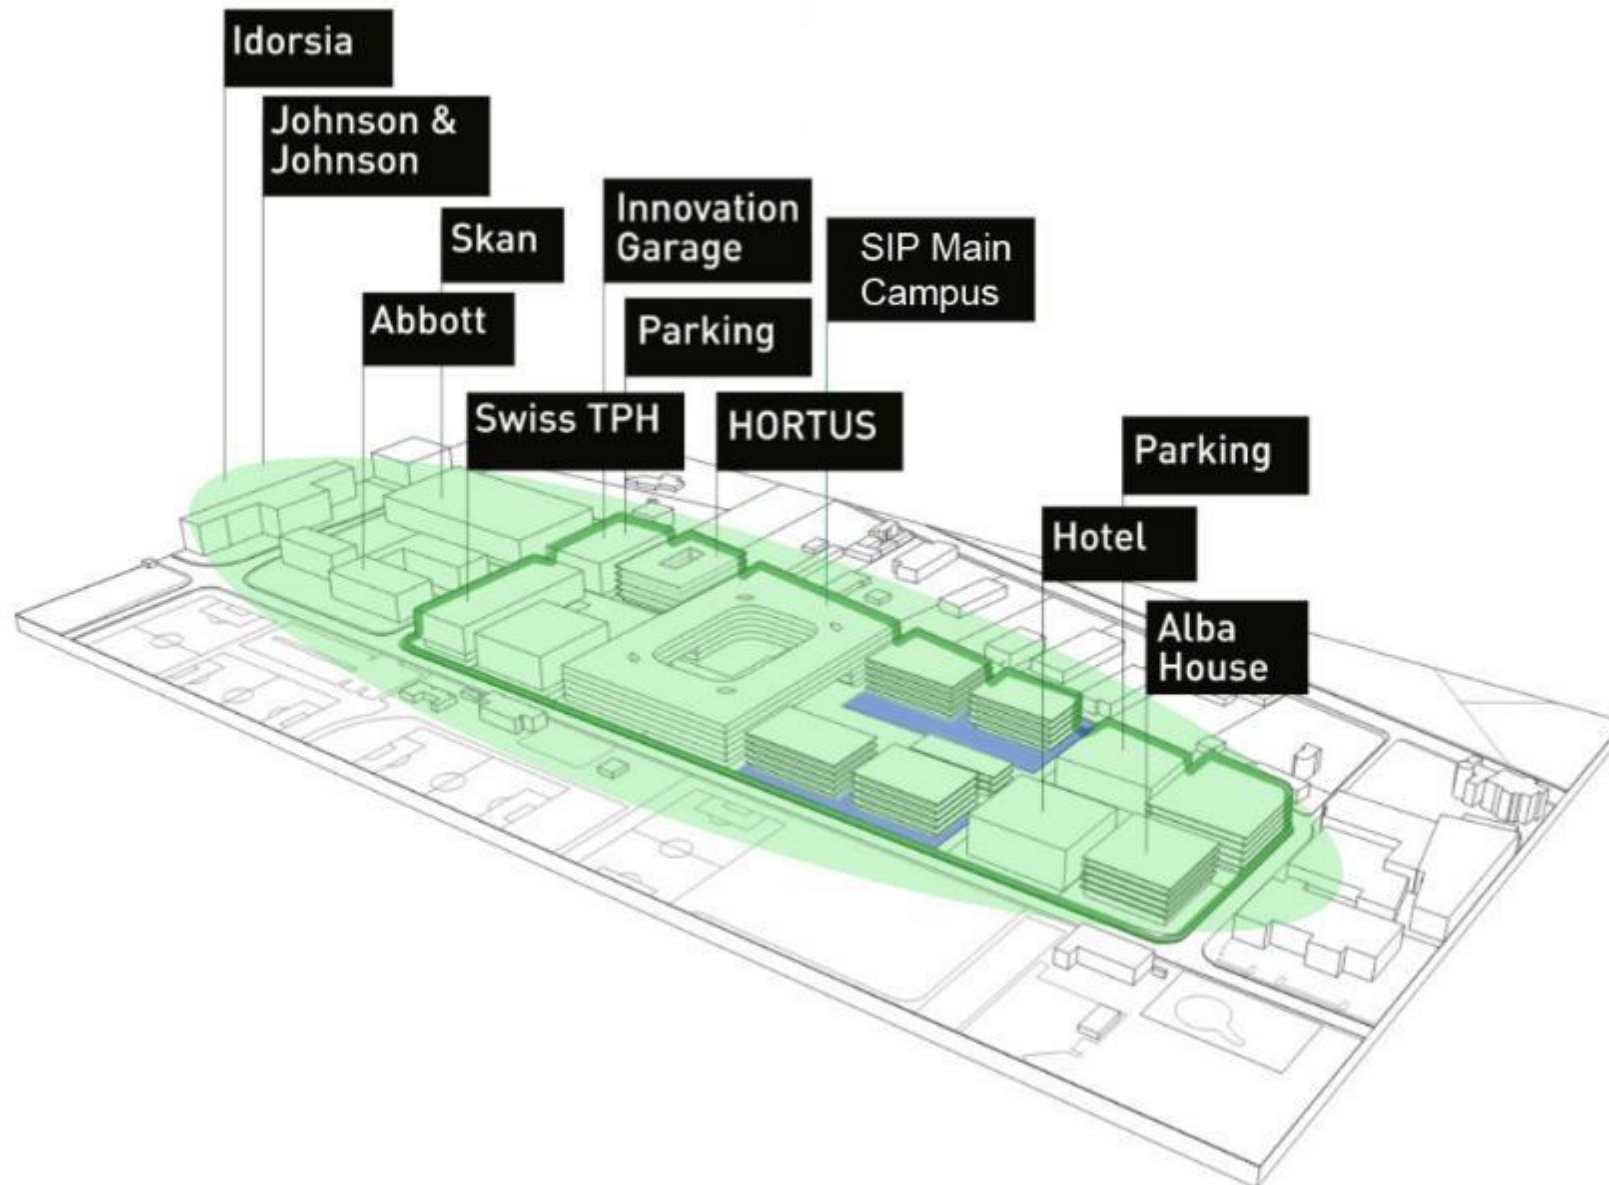 Idorsia
Johnson &
Johnson
Skan
Abbott
Innovation
Garage
Parking
Swiss TPH
HORTUS
SIP Main
Campus
Parking
Hotel
Alba
House